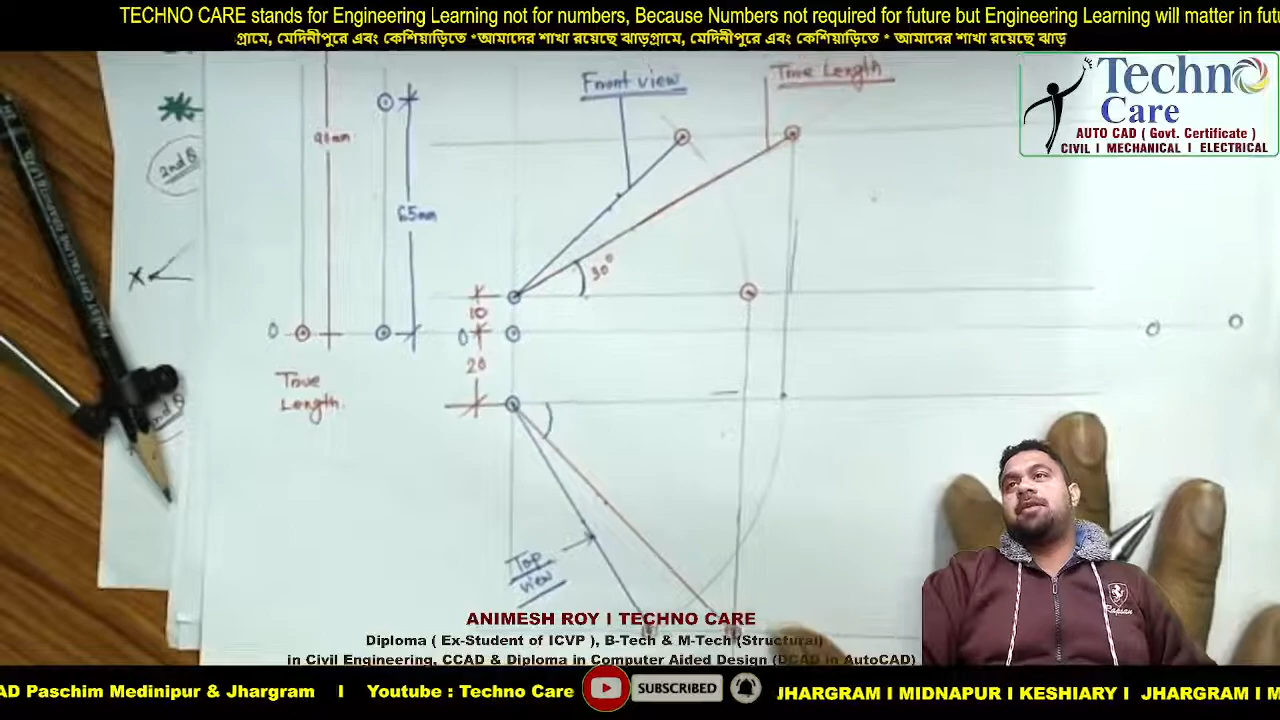 TECHNO CARE stands for Engineering Learning not for numbers, Because Numbers not required for future but Engineering Learning will matter in futu
গ্রামে, মেদিনীপুরে এবং কেশিয়াড়িতে *আমাদের শাখা রয়েছে ঝাড়গ্রামে, মেদিনীপুরে এবং কেশিয়াড়িতে * আমাদের শাখা রয়েছে ঝাড়
Techno
Care
AUTO CAD ( Govt. Certificate )
CIVIL I MECHANICAL I ELECTRICAL
Front view
True Length
65mm
2nd Q
X
30°
10
0
0
20
True
Length.
Top
view
ANIMESH ROY I TECHNO CARE
Diploma ( Ex-Student of ICVP ), B-Tech & M-Tech (Structural)
in Civil Engineering, CCAD & Diploma in Computer Aided Design (DCAD in AutoCAD)
AD Paschim Medinipur & Jhargram I Youtube : Techno Care
SUBSCRIBED
JHARGRAM I MIDNAPUR I KESHIARY I JHARGRAM I M